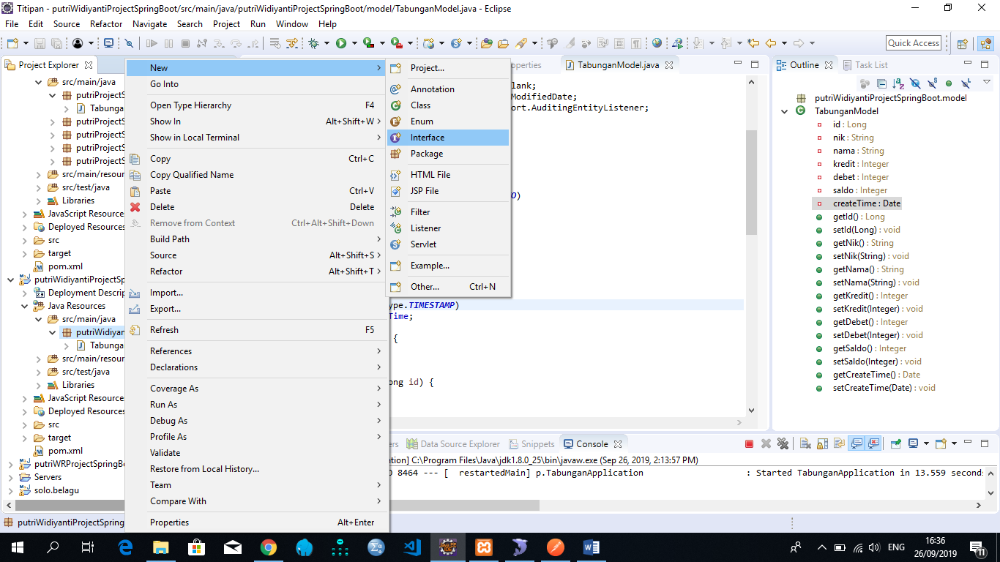 Titipan - putriWidiyantiProjectSpringBoot/src/main/java/putriWidiyantiProjectSpringBoot/model/TabunganModel.java - Eclipse
File Edit Source Refactor Navigate Search Project Run Window Help
Quick Access
Project Explorer
src/main/java
putriProjectS
Tabungan
putriProjectS
putriProjectS
putriProjectS
putriProjectS
src/main/resour
src/test/java
Libraries
JavaScript Resource
Deployed Resource
src
target
pom.xml
putriWidiyantiProjectSp
Deployment Descrip
Java Resources
src/main/java
putriWidiyan
Tabunga
src/main/resour
src/test/java
Libraries
JavaScript Resource
Deployed Resource
src
target
pom.xml
putriWRProjectSpringBo
Servers
solo.belagu
New
Go Into
Open Type Hierarchy F4
Show In Alt+Shift+W
Show in Local Terminal
Copy Ctrl+C
Copy Qualified Name
Paste Ctrl+V
Delete Delete
Remove from Context Ctrl+Alt+Shift+Down
Build Path
Source Alt+Shift+S
Refactor Alt+Shift+T
Import...
Export...
Refresh F5
References
Declarations
Coverage As
Run As
Debug As
Profile As
Validate
Restore from Local History...
Team
Compare With
Properties Alt+Enter
Project...
Annotation
Class
Enum
Interface
Package
HTML File
JSP File
Filter
Listener
Servlet
Example...
Other... Ctrl+N
operties
TabunganModel.java
lank;
ModifiedDate;
ort.AuditingEntityListener;
O)
ype.TIMESTAMP)
Time;
{
ong id) {
Outline
Task List
putriWidiyantiProjectSpringBoot.model
TabunganModel
id : Long
nik : String
nama : String
kredit : Integer
debet : Integer
saldo : Integer
createTime : Date
getId() : Long
setId(Long) : void
getNik() : String
setNik(String) : void
getNama() : String
setNama(String) : void
getKredit() : Integer
setKredit(Integer) : void
getDebet() : Integer
setDebet(Integer) : void
getSaldo() : Integer
setSaldo(Integer) : void
getCreateTime() : Date
setCreateTime(Date) : void
ers Data Source Explorer Snippets Console
tion] C:\Program Files\Java\jdk1.8.0_25\bin\javaw.exe (Sep 26, 2019, 2:13:57 PM)
8464 --- [ restartedMain] p.TabunganApplication : Started TabunganApplication in 13.559 second
putriWidiyantiProjectSpring
ENG
16:36
26/09/2019
11